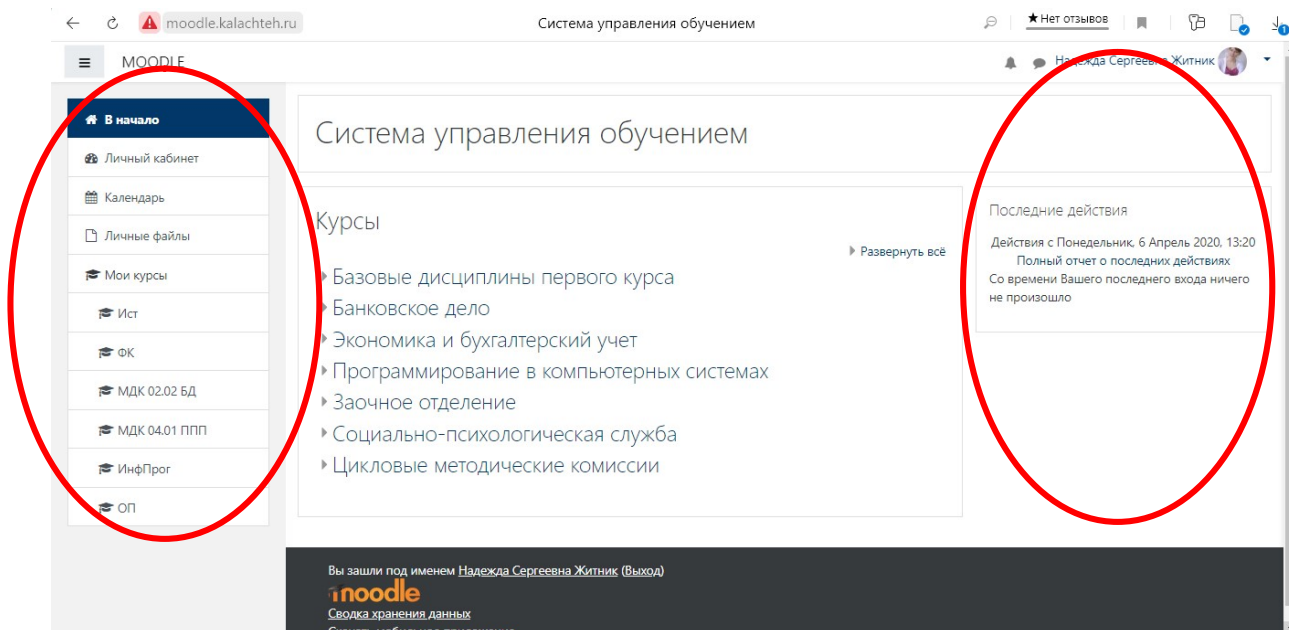 moodle.kalachteh.ru
Система управления обучением
★ Нет отзывов
1
MOODLE
Надежда Сергеевна Житник
В начало
Личный кабинет
Календарь
Личные файлы
Мои курсы
Ист
ФК
МДК 02.02 БД
МДК 04.01 ППП
ИнфПрог
ОП
Система управления обучением
Курсы
Развернуть всё
Базовые дисциплины первого курса
Банковское дело
Экономика и бухгалтерский учет
Программирование в компьютерных системах
Заочное отделение
Социально-психологическая служба
Цикловые методические комиссии
Последние действия
Действия с Понедельник, 6 Апрель 2020, 13:20
Полный отчет о последних действиях
Со времени Вашего последнего входа ничего
не произошло
Вы зашли под именем Надежда Сергеевна Житник (Выход)
moodle
Сводка хранения данных